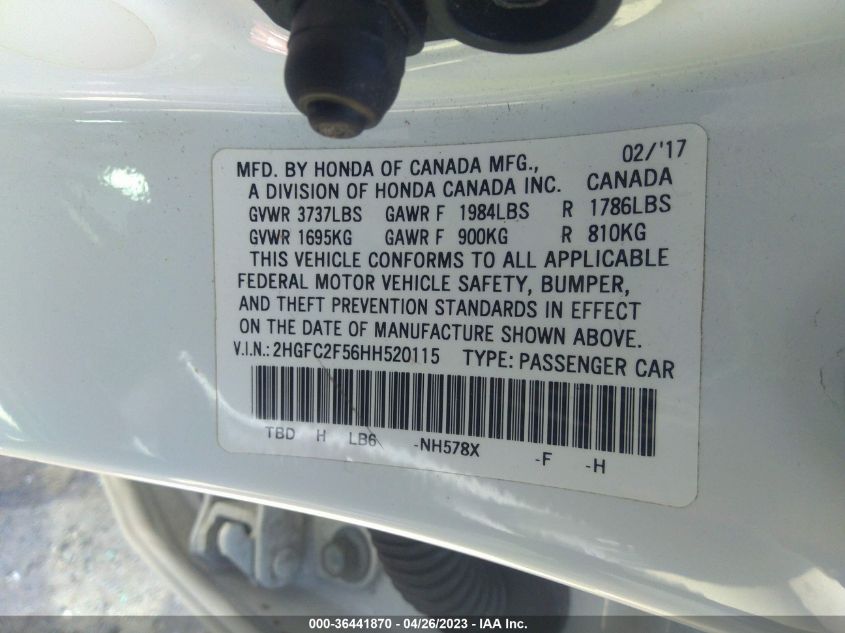 02/'17
MFD. BY HONDA OF CANADA MFG.,
A DIVISION OF HONDA CANADA INC. CANADA
GVWR 3737LBS GAWR F 1984LBS R 1786LBS
GVWR 1695KG GAWR F 900KG R 810KG
THIS VEHICLE CONFORMS TO ALL APPLICABLE
FEDERAL MOTOR VEHICLE SAFETY, BUMPER,
AND THEFT PREVENTION STANDARDS IN EFFECT
ON THE DATE OF MANUFACTURE SHOWN ABOVE.
V.I.N.: 2HGFC2F56HH520115 TYPE: PASSENGER CAR
TBD H LB6 -NH578X -F -H
000-36441870 04/26/2023 - IAA Inc.